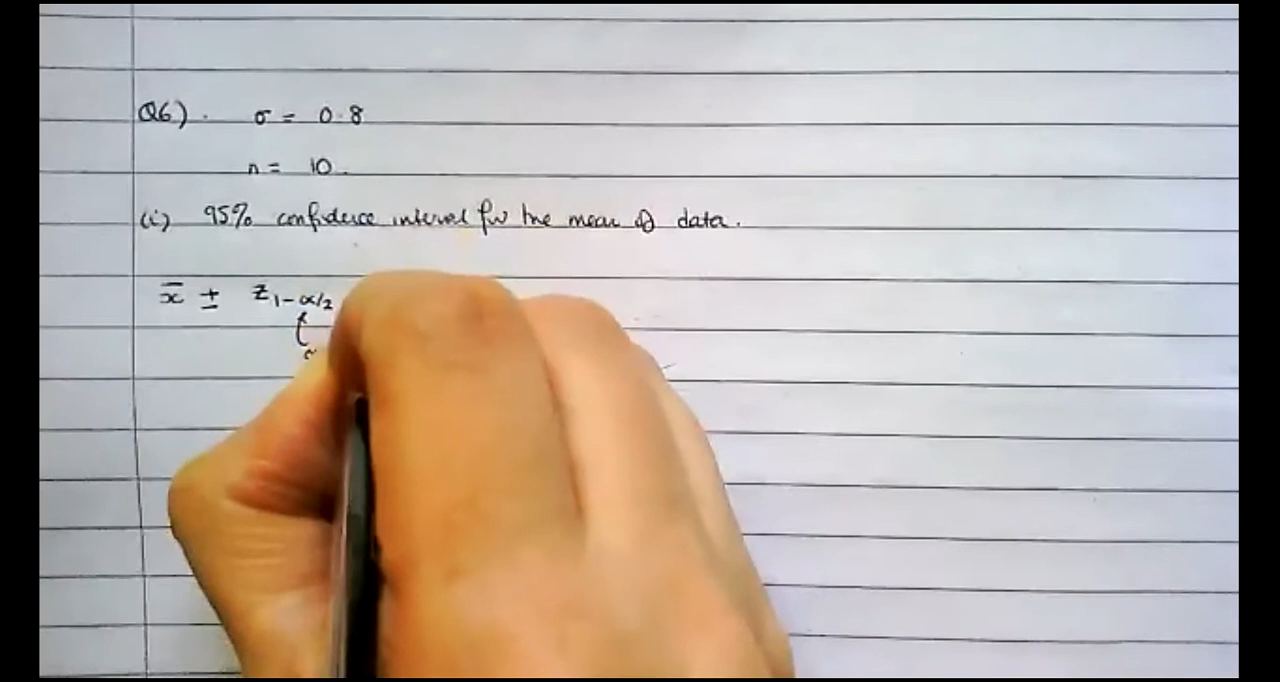 Q6). σ = 0.8
n = 10.
(i) 95% confidence interval for the mean of data.
x̄ ± z₁₋α/₂